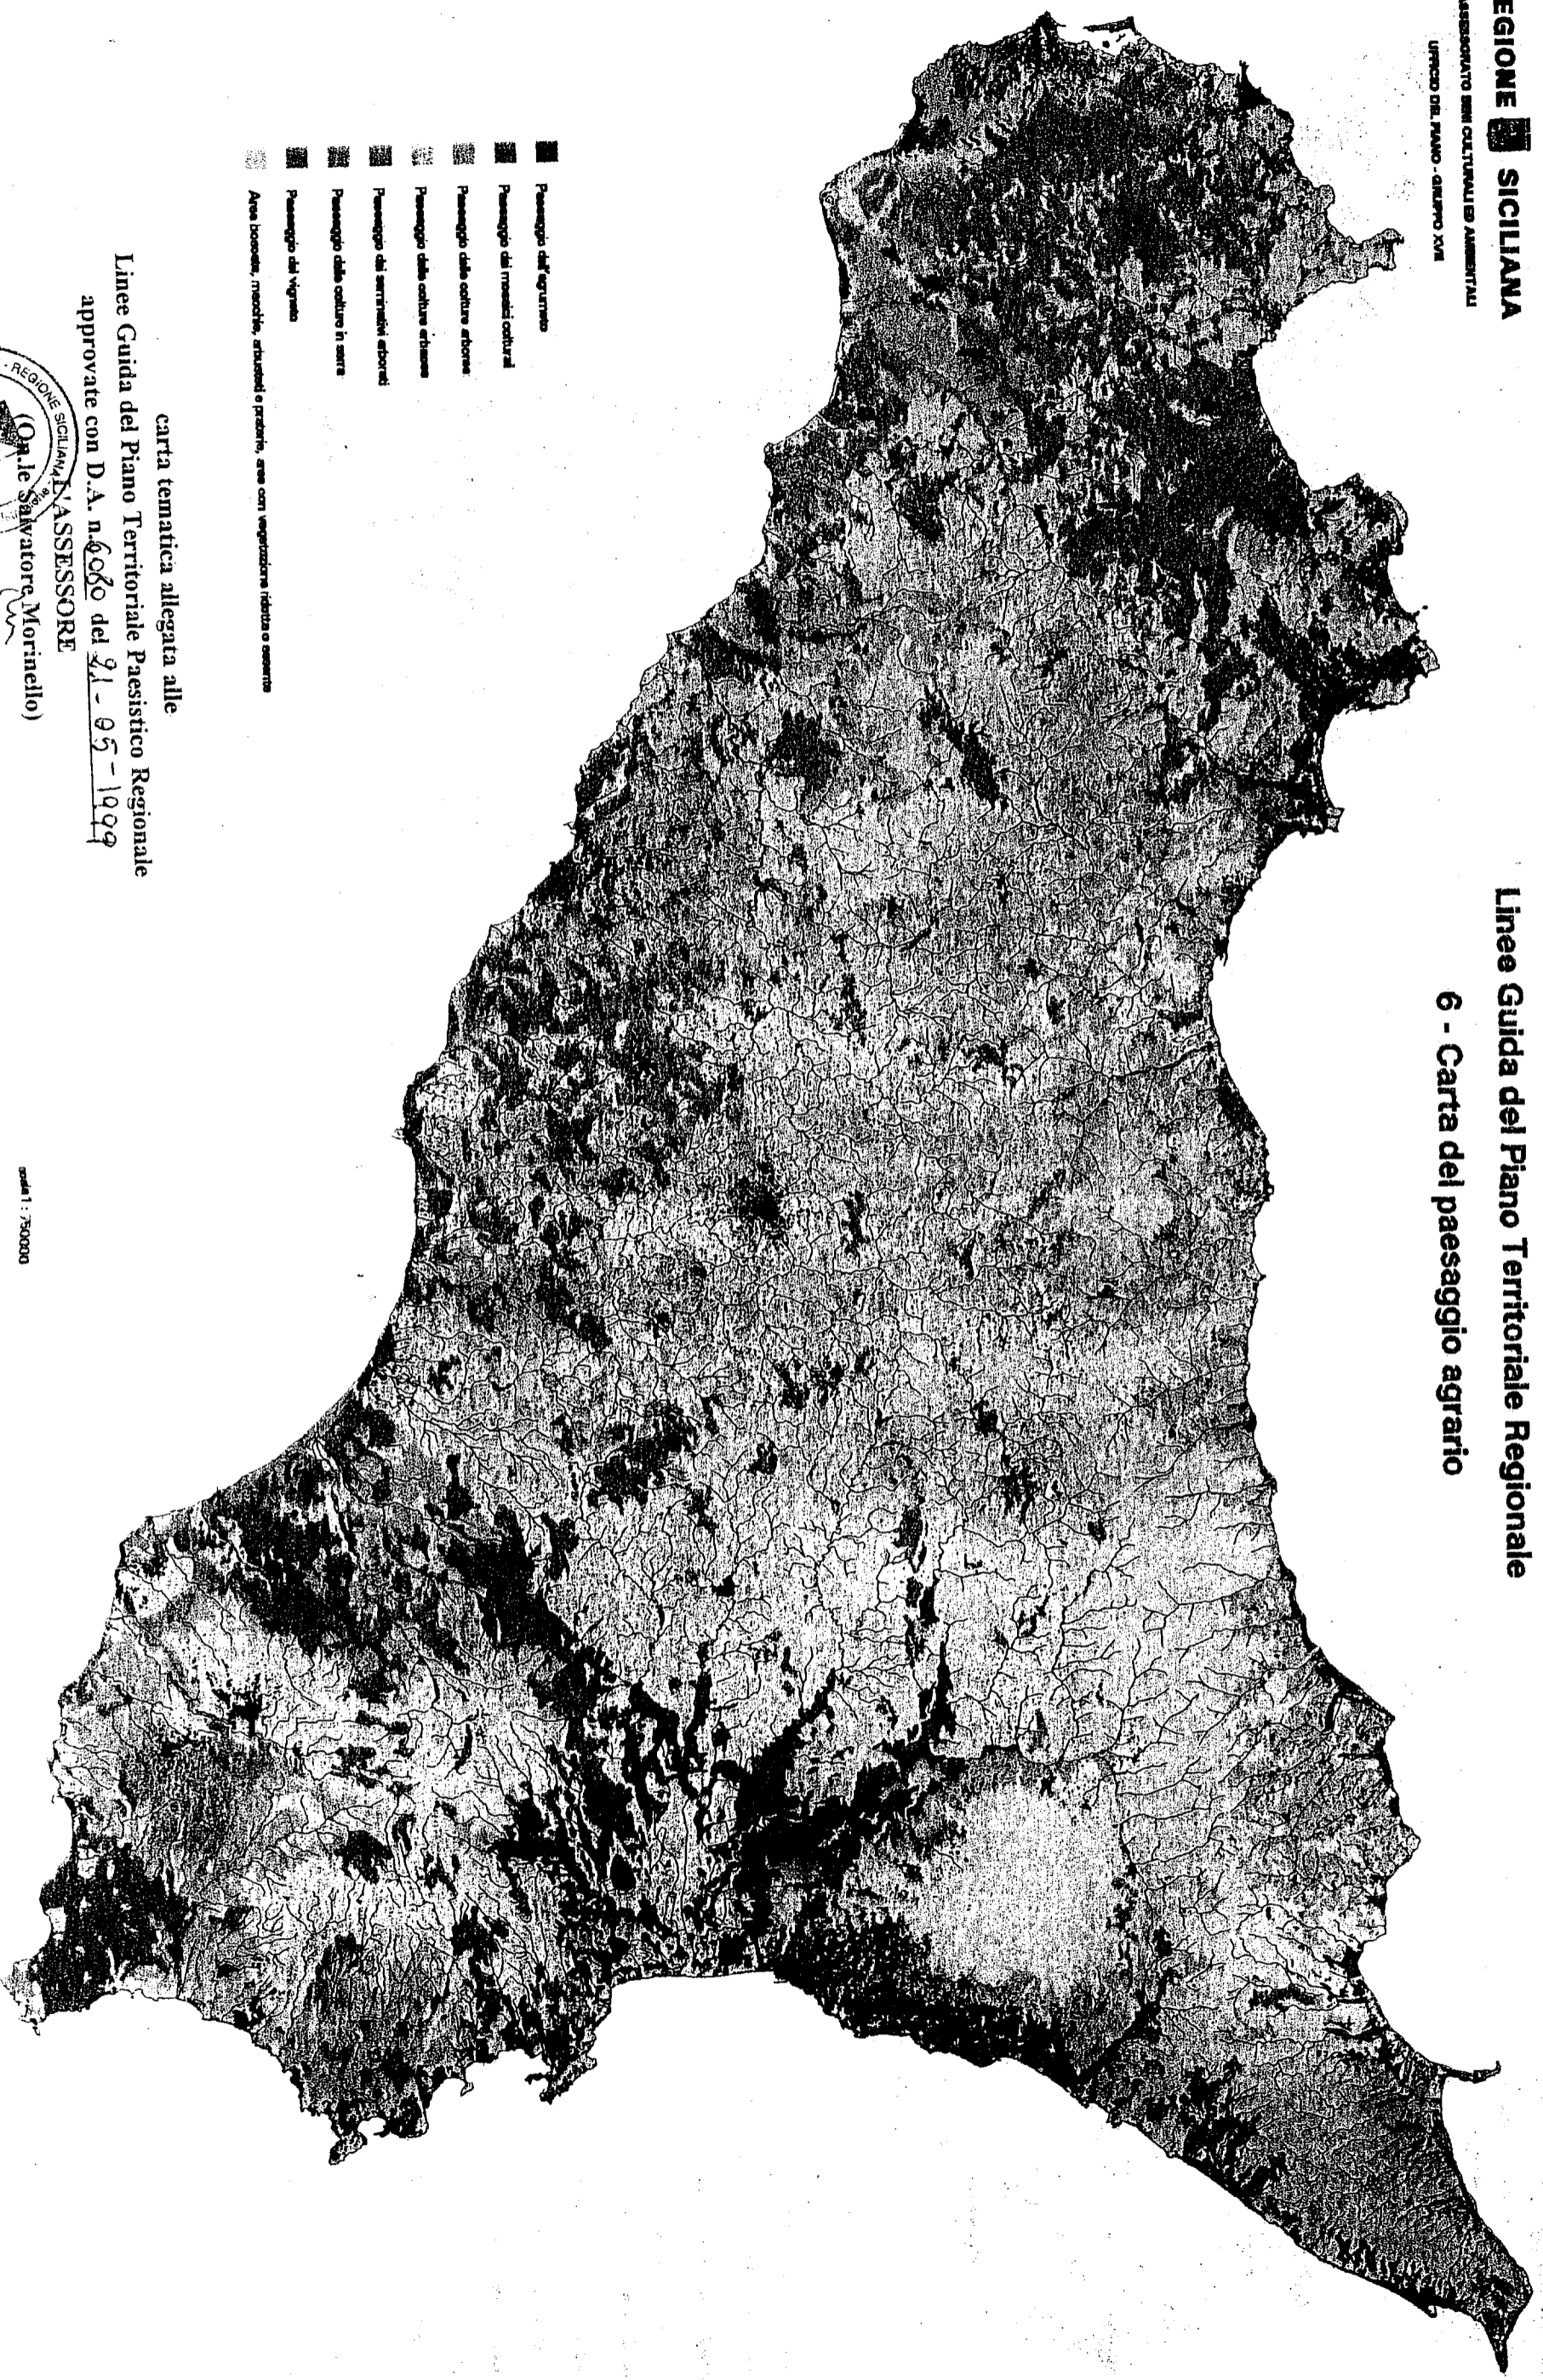 EGIONE SICILIANA
ASSESSORATO BENI CULTURALI ED AMBIENTALI
UFFICIO DEL PIANO - GRUPPO XVII
Linee Guida del Piano Territoriale Regionale
6 - Carta del paesaggio agrario
Paesaggio dell'agrumeto
Paesaggio dei mosaici colturali
Paesaggio delle colture arboree
Paesaggio delle colture erbacee
Paesaggio dei seminativi arborati
Paesaggio delle colture in serra
Paesaggio del vigneto
Aree boscate, macchie, arbusteti e praterie, aree con vegetazione ridotta o assente
carta tematica allegata alle
Linee Guida del Piano Territoriale Paesistico Regionale
approvate con D.A. n. 6080 del 21-05-1999
L'ASSESSORE
(On.le Salvatore Morinello)
- REGIONE SICILIANA
scala 1 : 750000